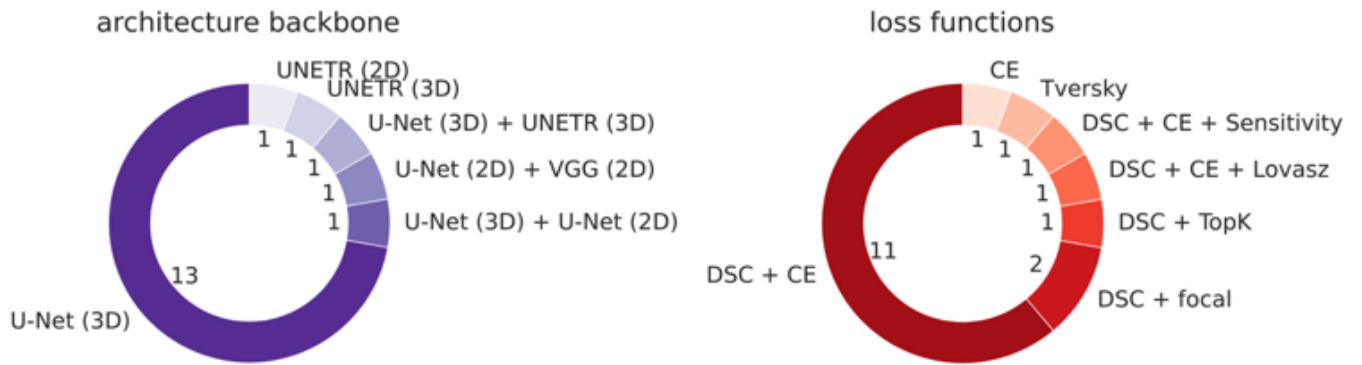 architecture backbone
UNETR (2D)
UNETR (3D)
U-Net (3D) + UNETR (3D)
U-Net (2D) + VGG (2D)
U-Net (3D) + U-Net (2D)
U-Net (3D)
1
1
1
1
1
13
loss functions
CE
Tversky
DSC + CE + Sensitivity
DSC + CE + Lovasz
DSC + TopK
DSC + focal
DSC + CE
1
1
1
1
1
2
11